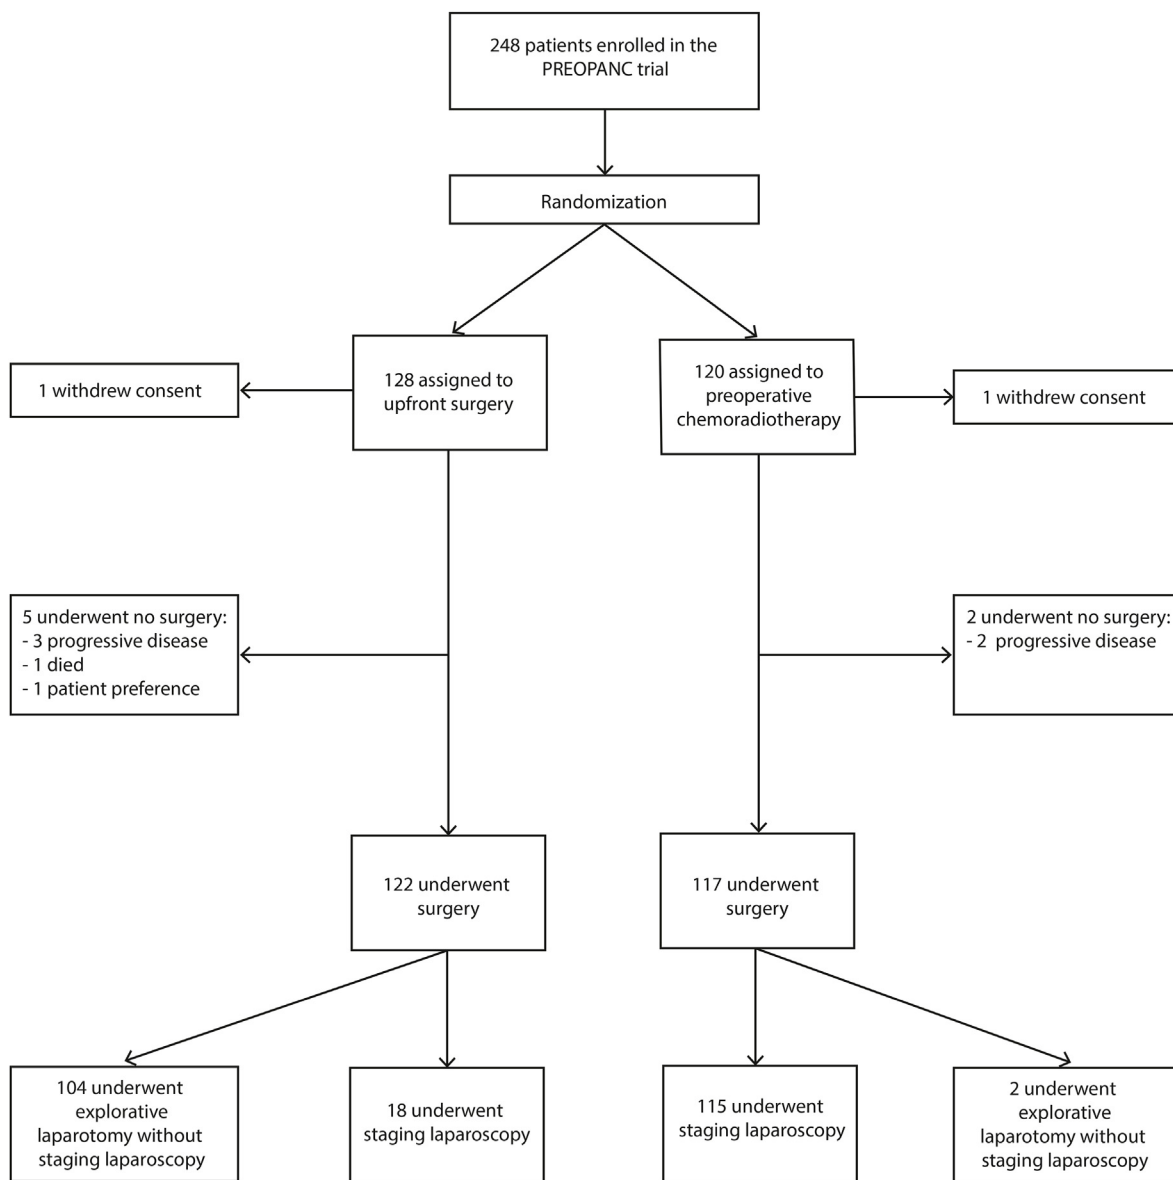 248 patients enrolled in the
PREOPANC trial
Randomization
128 assigned to
upfront surgery
120 assigned to
preoperative
chemoradiotherapy
1 withdrew consent
1 withdrew consent
5 underwent no surgery:
- 3 progressive disease
- 1 died
- 1 patient preference
2 underwent no surgery:
- 2 progressive disease
122 underwent
surgery
117 underwent
surgery
104 underwent
explorative
laparotomy without
staging laparoscopy
18 underwent
staging laparoscopy
115 underwent
staging laparoscopy
2 underwent
explorative
laparotomy without
staging laparoscopy